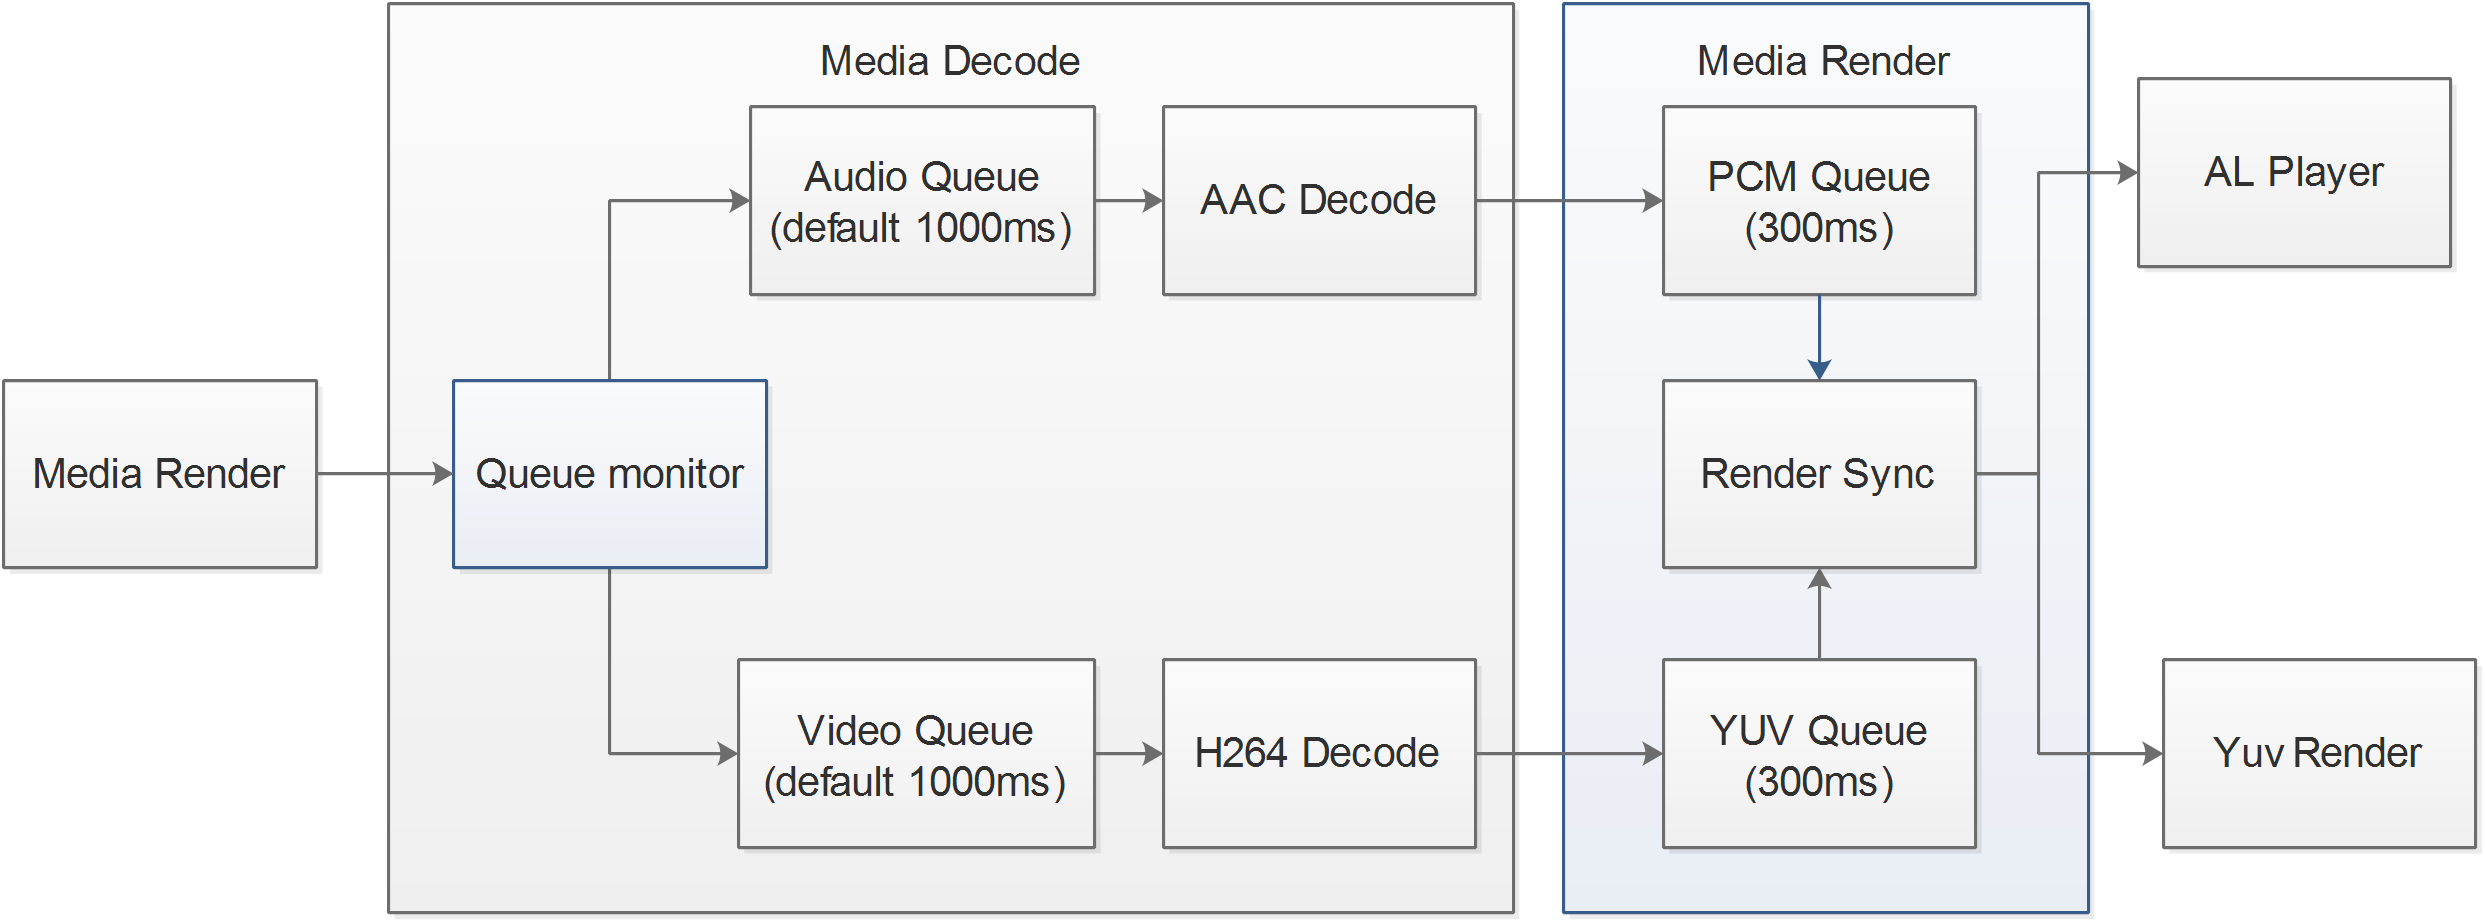 Media Decode
Media Render
Audio Queue
(default 1000ms)
AAC Decode
PCM Queue
(300ms)
AL Player
Media Render
Queue monitor
Render Sync
Video Queue
(default 1000ms)
H264 Decode
YUV Queue
(300ms)
Yuv Render